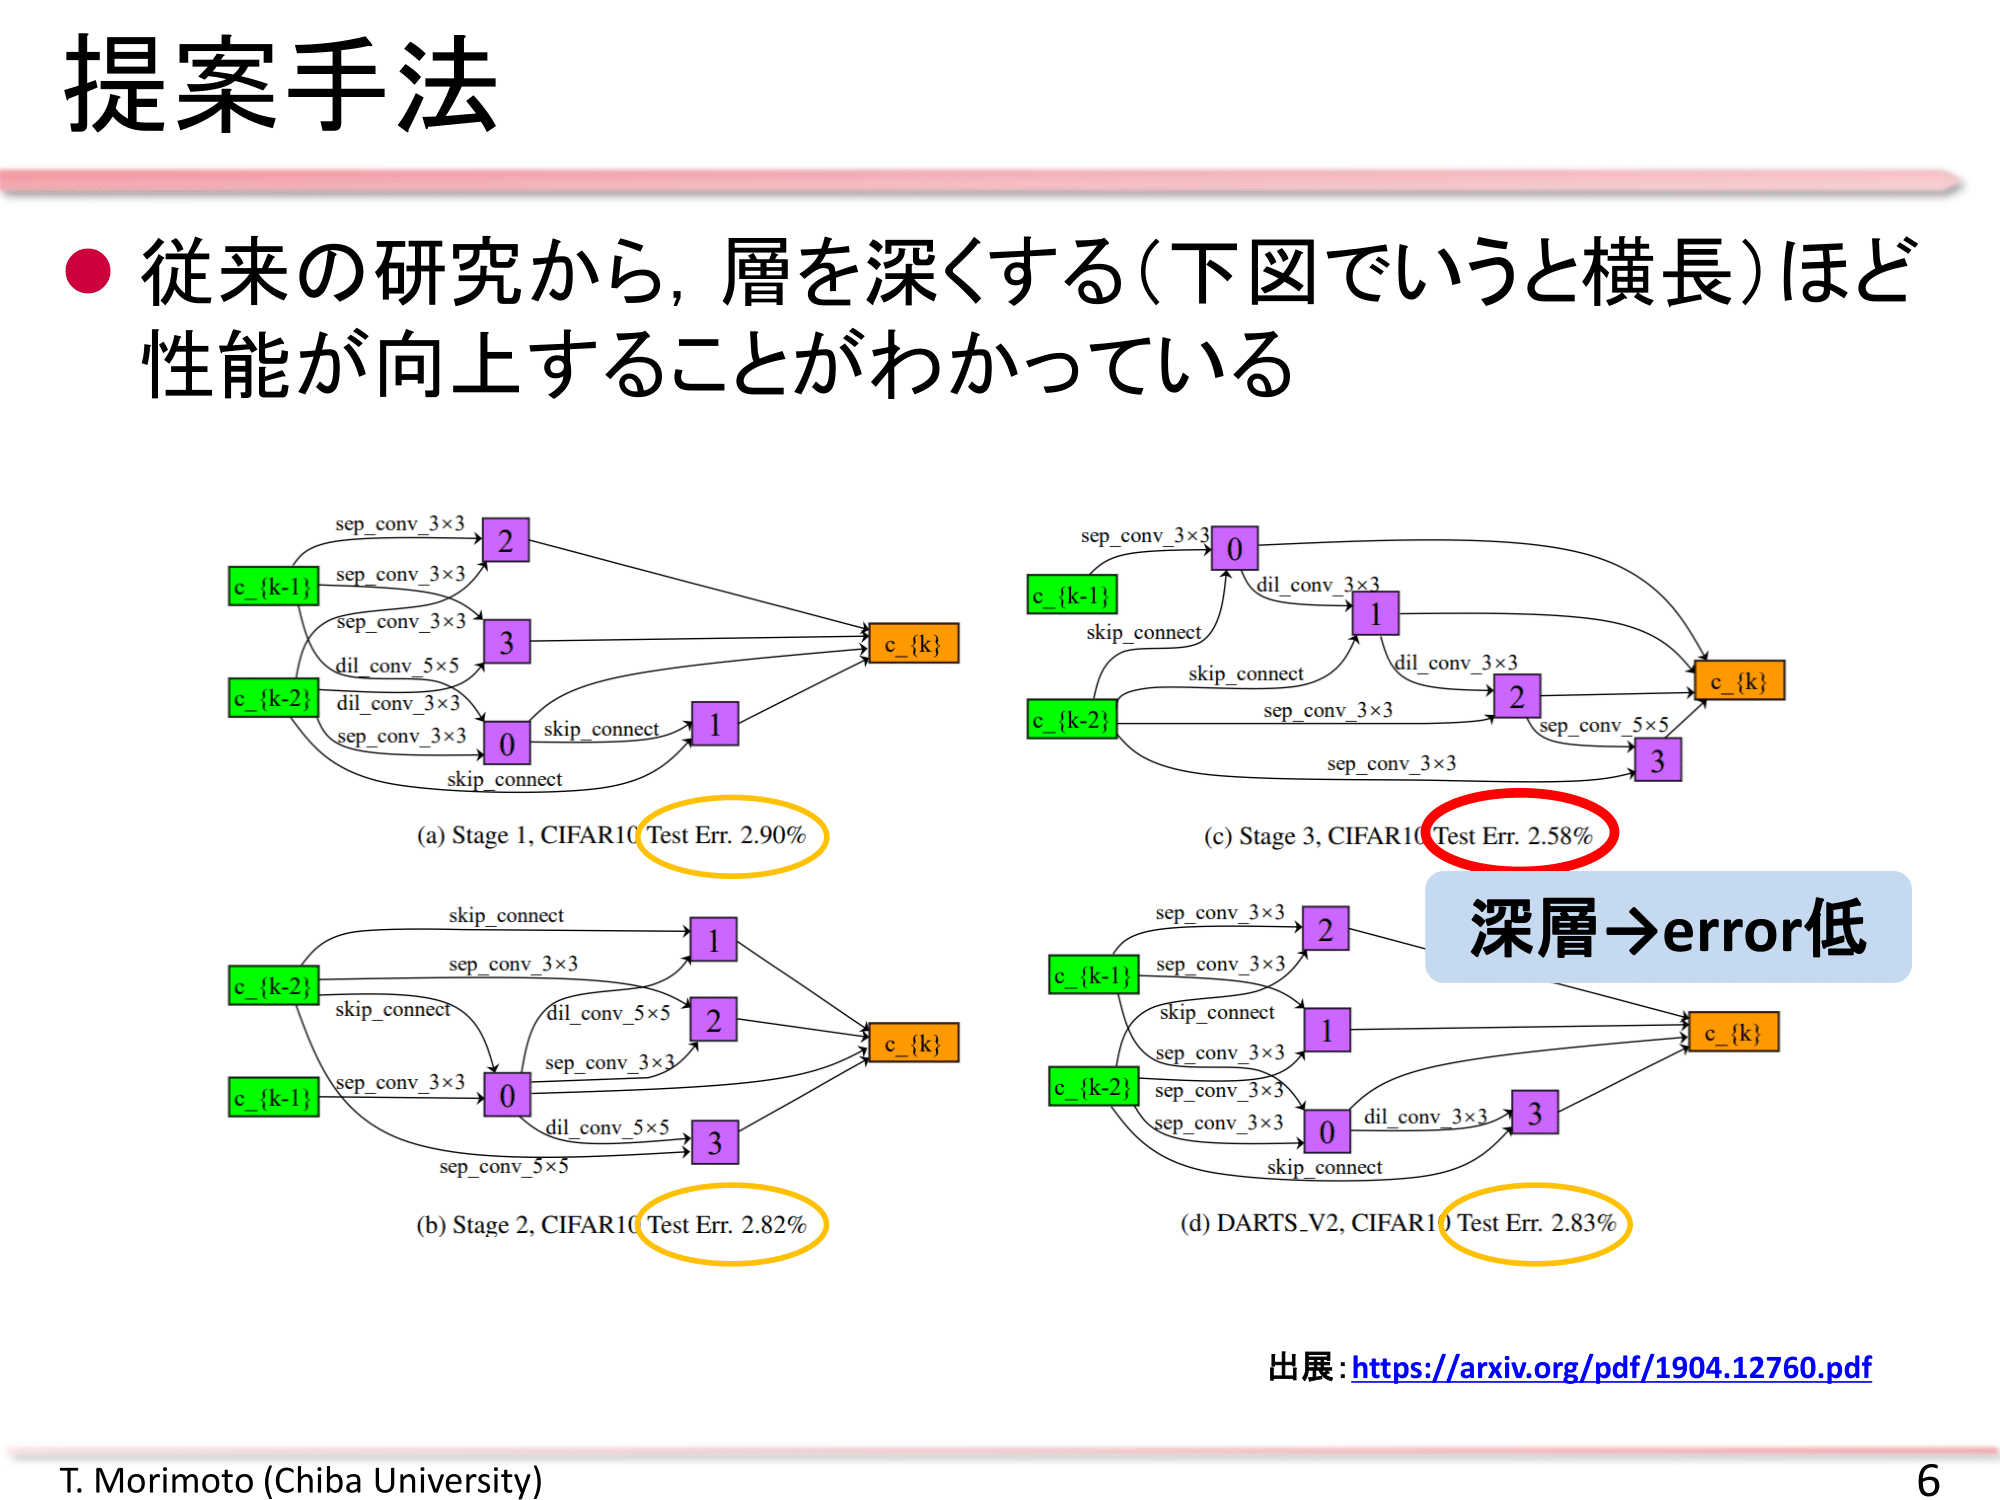 提案手法
従来の研究から，層を深くする（下図でいうと横長）ほど
性能が向上することがわかっている
sep_conv_3×3
2
c_{k-1}
sep_conv_3×3
sep_conv_3×3
3
c_{k}
dil_conv_5×5
c_{k-2}
dil_conv_3×3
sep_conv_3×3
0
skip_connect
1
skip_connect
(a) Stage 1, CIFAR10 Test Err. 2.90%
sep_conv_3×3
0
c_{k-1}
dil_conv_3×3
1
skip_connect
dil_conv_3×3
skip_connect
c_{k}
2
c_{k-2}
sep_conv_3×3
sep_conv_5×5
sep_conv_3×3
3
(c) Stage 3, CIFAR10 Test Err. 2.58%
深層→error低
skip_connect
1
sep_conv_3×3
c_{k-2}
skip_connect
dil_conv_5×5
2
c_{k}
sep_conv_3×3
sep_conv_3×3
c_{k-1}
0
dil_conv_5×5
3
sep_conv_5×5
(b) Stage 2, CIFAR10 Test Err. 2.82%
sep_conv_3×3
2
c_{k-1}
sep_conv_3×3
skip_connect
1
c_{k}
sep_conv_3×3
c_{k-2}
sep_conv_3×3
sep_conv_3×3
0
dil_conv_3×3
3
skip_connect
(d) DARTS_V2, CIFAR10 Test Err. 2.83%
出展：https://arxiv.org/pdf/1904.12760.pdf
T. Morimoto (Chiba University)
6